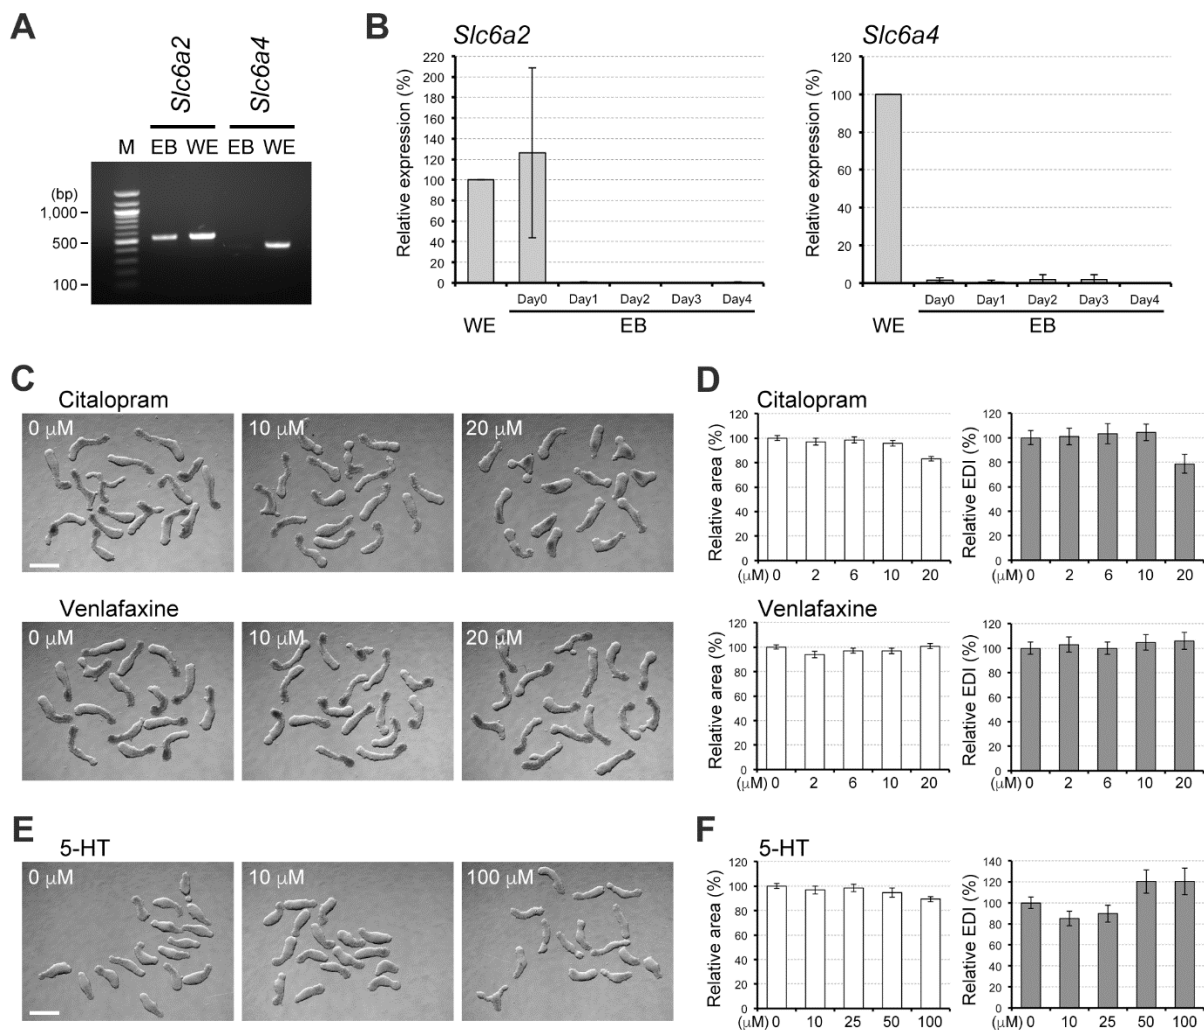 A
Slc6a2
Slc6a4
M EB WE EB WE
(bp)
1,000
500
100
B
Slc6a2
Relative expression (%)
220
200
180
160
140
120
100
80
60
40
20
0
Day0 Day1 Day2 Day3 Day4
WE EB
Slc6a4
Relative expression (%)
120
100
80
60
40
20
0
Day0 Day1 Day2 Day3 Day4
WE EB
C
Citalopram
0 μM 10 μM 20 μM
Venlafaxine
0 μM 10 μM 20 μM
D
Citalopram
Relative area (%)
120
100
80
60
40
20
0
(μM) 0 2 6 10 20
Relative EDI (%)
120
100
80
60
40
20
0
(μM) 0 2 6 10 20
Venlafaxine
Relative area (%)
120
100
80
60
40
20
0
(μM) 0 2 6 10 20
Relative EDI (%)
120
100
80
60
40
20
0
(μM) 0 2 6 10 20
E
5-HT
0 μM 10 μM 100 μM
F
5-HT
Relative area (%)
120
100
80
60
40
20
0
(μM) 0 10 25 50 100
Relative EDI (%)
140
120
100
80
60
40
20
0
(μM) 0 10 25 50 100